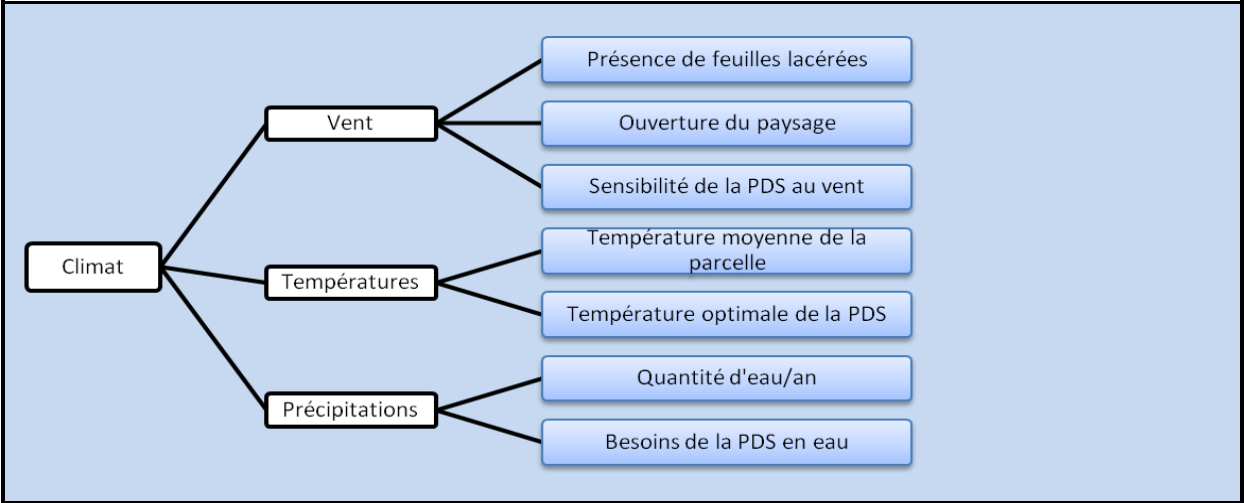 Présence de feuilles lacérées
Vent
Ouverture du paysage
Sensibilité de la PDS au vent
Température moyenne de la
parcelle
Climat
Températures
Température optimale de la PDS
Quantité d'eau/an
Précipitations
Besoins de la PDS en eau